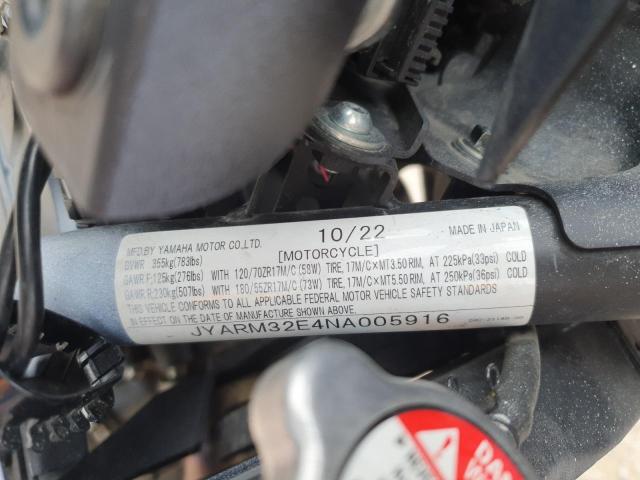 MFD.BY YAMAHA MOTOR CO.,LTD. 10/22 MADE IN JAPAN
GVWR 355kg(783lbs) [MOTORCYCLE]
GAWR F:125kg(276lbs) WITH 120/70ZR17M/C (58W) TIRE, 17M/C×MT3.50 RIM, AT 225kPa(33psi) COLD
GAWR R:230kg(507lbs) WITH 180/55ZR17M/C (73W) TIRE, 17M/C×MT5.50 RIM, AT 250kPa(36psi) COLD
THIS VEHICLE CONFORMS TO ALL APPLICABLE FEDERAL MOTOR VEHICLE SAFETY STANDARDS
IN EFFECT ON THE DATE OF MANUFACTURE SHOWN ABOVE.
JYARM32E4NA005916